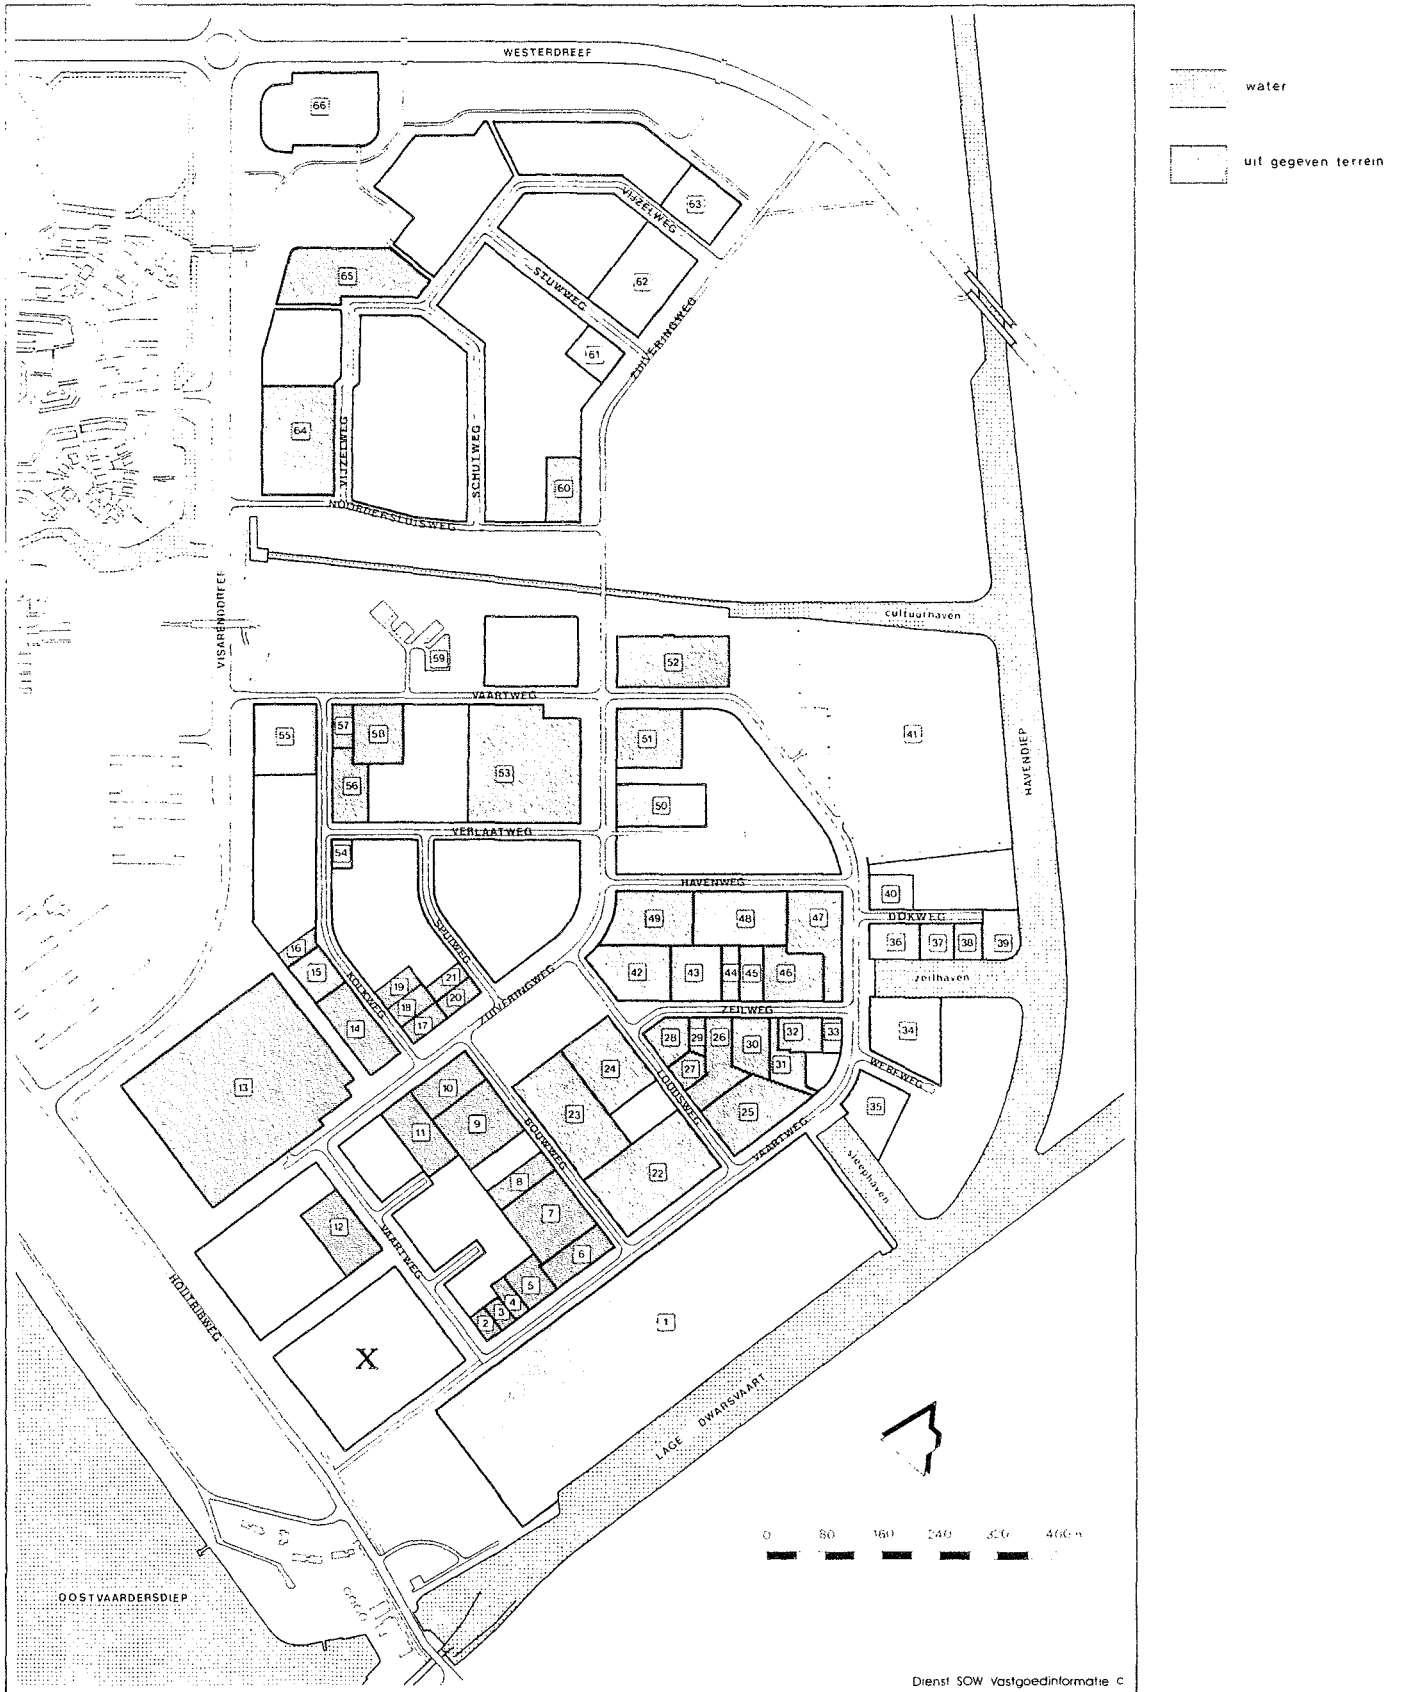 WESTERDREEF
water
66
uit gegeven terrein
VIJZELWEG
63
65
STUWWEG
62
ZUIVERINGWEG
61
64
VIJZELWEG
SCHUTWEG
60
NOORDERSLUISWEG
VISARENDDREEF
cultuurhaven
59
52
VAARTWEG
55
57
58
51
41
HAVENDIEP
53
56
50
VERLAATWEG
54
HAVENWEG
40
49
48
47
DOKWEG
16
SPUIWEG
36
37
38
39
15
42
43
44
45
46
zeilhaven
KOLKWEG
19
21
18
20
ZUIVERINGWEG
17
ZEILWEG
14
28
29
26
30
32
33
34
13
10
24
27
31
WERFWEG
LOODSWEG
11
9
BOUWWEG
23
25
35
VAARTWEG
8
22
sleephaven
12
7
VAARTWEG
6
HOUTRIBWEG
5
4
3
2
1
X
LAGE DWARSVAART
0 80 160 240 320 400 m
OOSTVAARDERSDIEP
Dienst SOW Vastgoedinformatie c